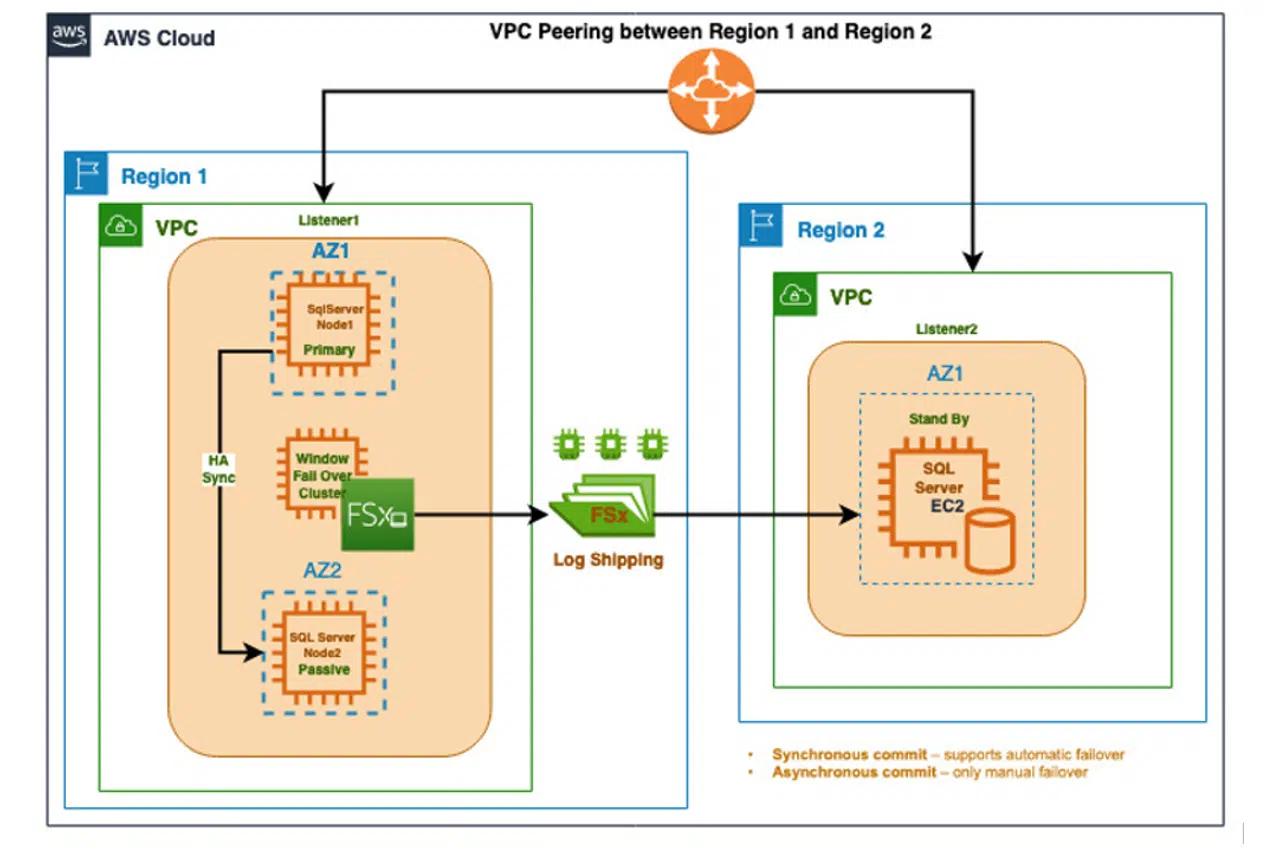 aws
AWS Cloud
VPC Peering between Region 1 and Region 2
Region 1
VPC
Listener1
AZ1
SqlServer
Node1
Primary
HA
Sync
Window
Fail Over
Cluster
FSx
AZ2
SQL Server
Node2
Passive
FSx
Log Shipping
Region 2
VPC
Listener2
AZ1
Stand By
SQL
Server
EC2
• Synchronous commit – supports automatic failover
• Asynchronous commit – only manual failover